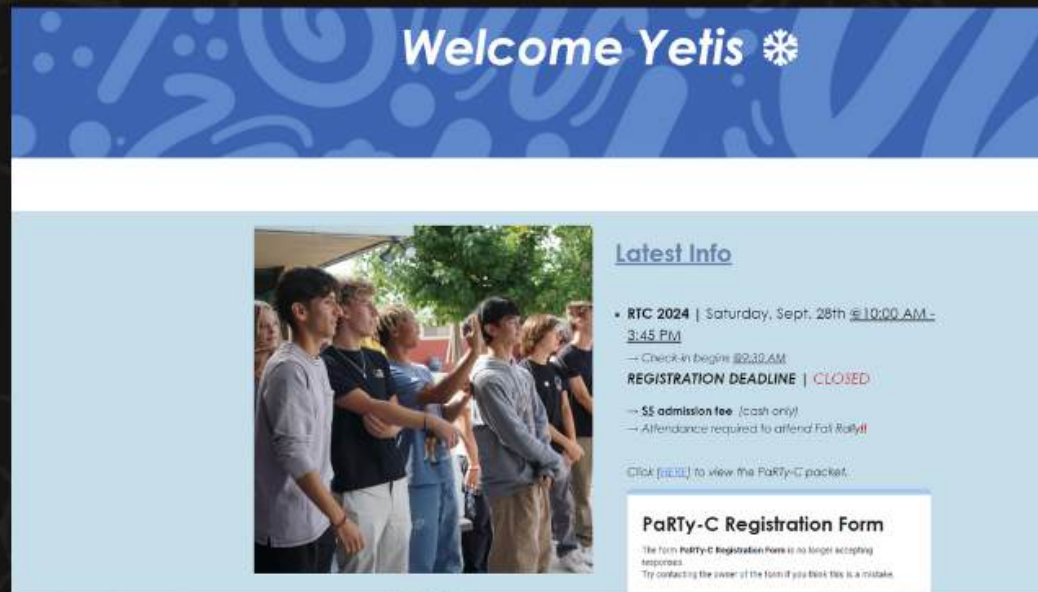 Welcome Yetis ❄
Latest Info
• RTC 2024 | Saturday, Sept. 28th @10:00 AM -
3:45 PM
→ Check-in begins @9:30 AM
REGISTRATION DEADLINE | CLOSED
→ $5 admission fee (cash only)
→ Attendance required to attend Fall Rally!!
Click [HERE] to view the PaRTy-C packet.
PaRTy-C Registration Form
The form PaRTy-C Registration Form is no longer accepting
responses.
Try contacting the owner of the form if you think this is a mistake.